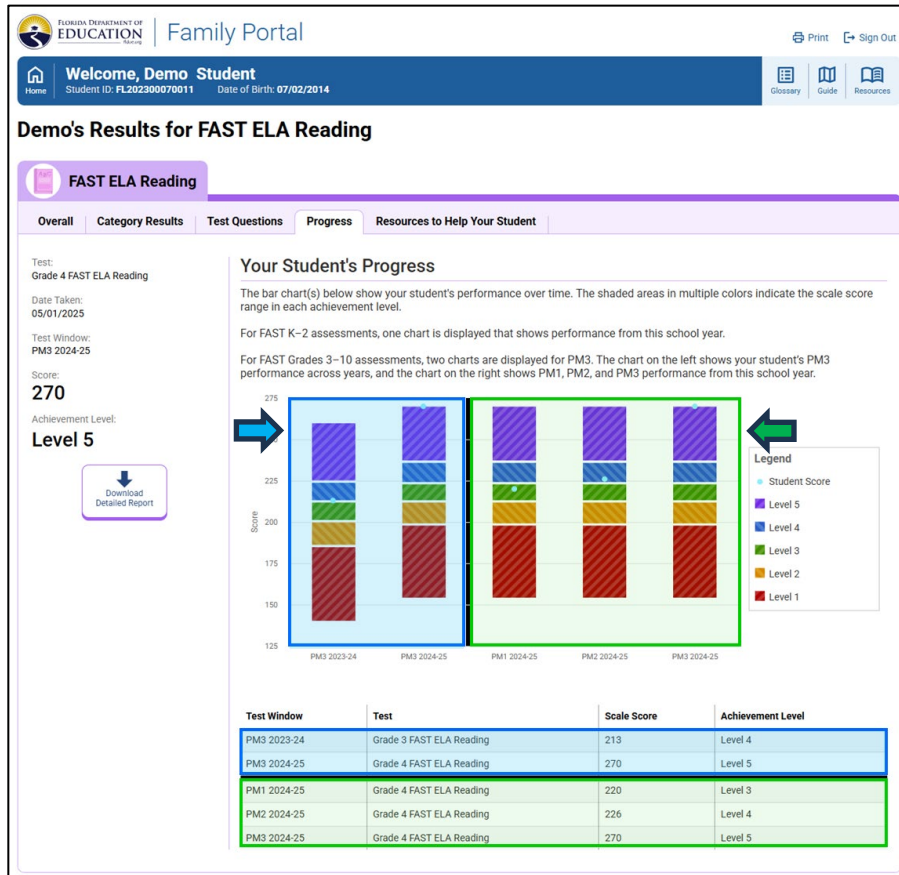 FLORIDA DEPARTMENT OF
EDUCATION
fldoe.org
Family Portal
Print
Sign Out
Home
Welcome, Demo Student
Student ID: FL202300070011 Date of Birth: 07/02/2014
Glossary
Guide
Resources
Demo's Results for FAST ELA Reading
FAST ELA Reading
Overall
Category Results
Test Questions
Progress
Resources to Help Your Student
Test:
Grade 4 FAST ELA Reading
Date Taken:
05/01/2025
Test Window:
PM3 2024-25
Score:
270
Achievement Level:
Level 5
Download
Detailed Report
Your Student's Progress
The bar chart(s) below show your student's performance over time. The shaded areas in multiple colors indicate the scale score
range in each achievement level.
For FAST K–2 assessments, one chart is displayed that shows performance from this school year.
For FAST Grades 3–10 assessments, two charts are displayed for PM3. The chart on the left shows your student's PM3
performance across years, and the chart on the right shows PM1, PM2, and PM3 performance from this school year.
275
225
200
175
150
125
Score
PM3 2023-24
PM3 2024-25
PM1 2024-25
PM2 2024-25
PM3 2024-25
Legend
Student Score
Level 5
Level 4
Level 3
Level 2
Level 1
Test Window Test Scale Score Achievement Level
PM3 2023-24 Grade 3 FAST ELA Reading 213 Level 4
PM3 2024-25 Grade 4 FAST ELA Reading 270 Level 5
PM1 2024-25 Grade 4 FAST ELA Reading 220 Level 3
PM2 2024-25 Grade 4 FAST ELA Reading 226 Level 4
PM3 2024-25 Grade 4 FAST ELA Reading 270 Level 5